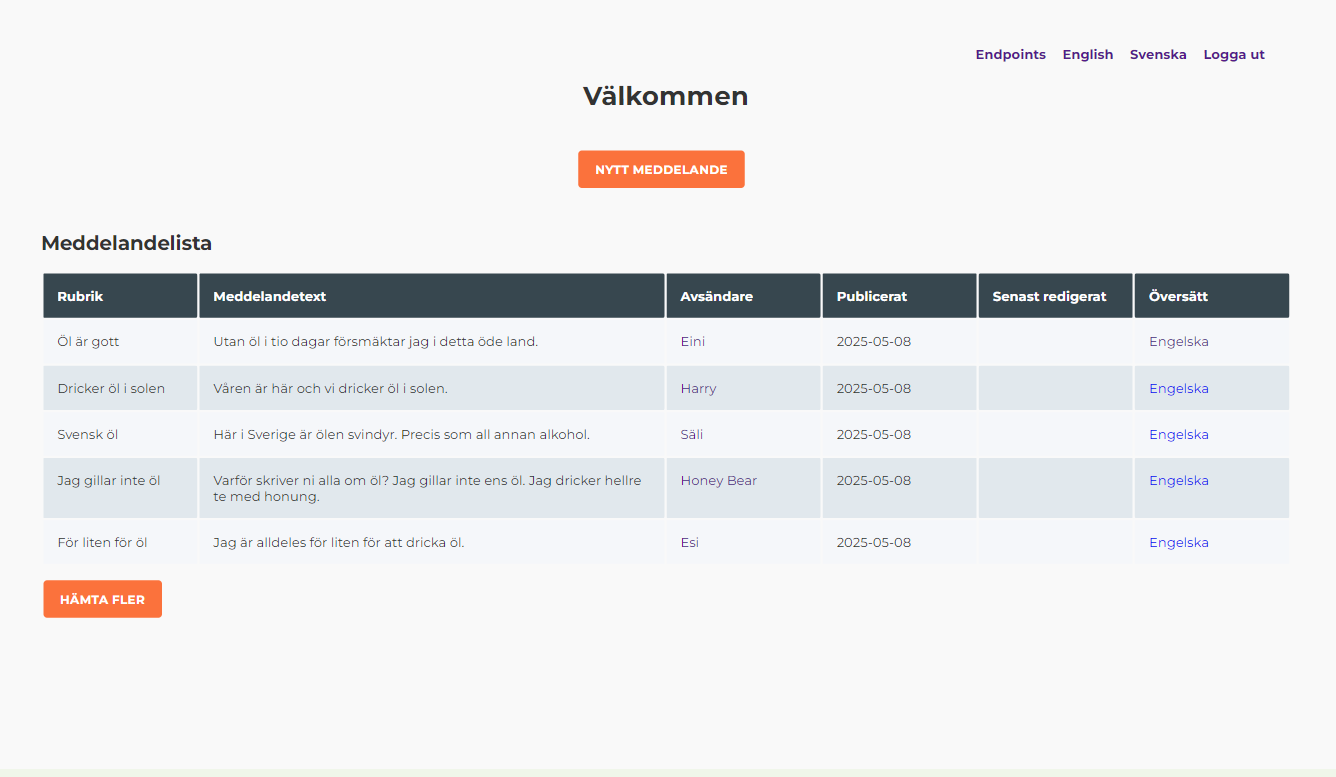 Endpoints English Svenska Logga ut
Välkommen
NYTT MEDDELANDE
Meddelandelista
Rubrik Meddelandetext Avsändare Publicerat Senast redigerat Översätt
Öl är gott Utan öl i tio dagar försmäktar jag i detta öde land. Eini 2025-05-08 Engelska
Dricker öl i solen Våren är här och vi dricker öl i solen. Harry 2025-05-08 Engelska
Svensk öl Här i Sverige är ölen svindyr. Precis som all annan alkohol. Säli 2025-05-08 Engelska
Jag gillar inte öl Varför skriver ni alla om öl? Jag gillar inte ens öl. Jag dricker hellre Honey Bear 2025-05-08 Engelska
te med honung.
För liten för öl Jag är alldeles för liten för att dricka öl. Esi 2025-05-08 Engelska
HÄMTA FLER